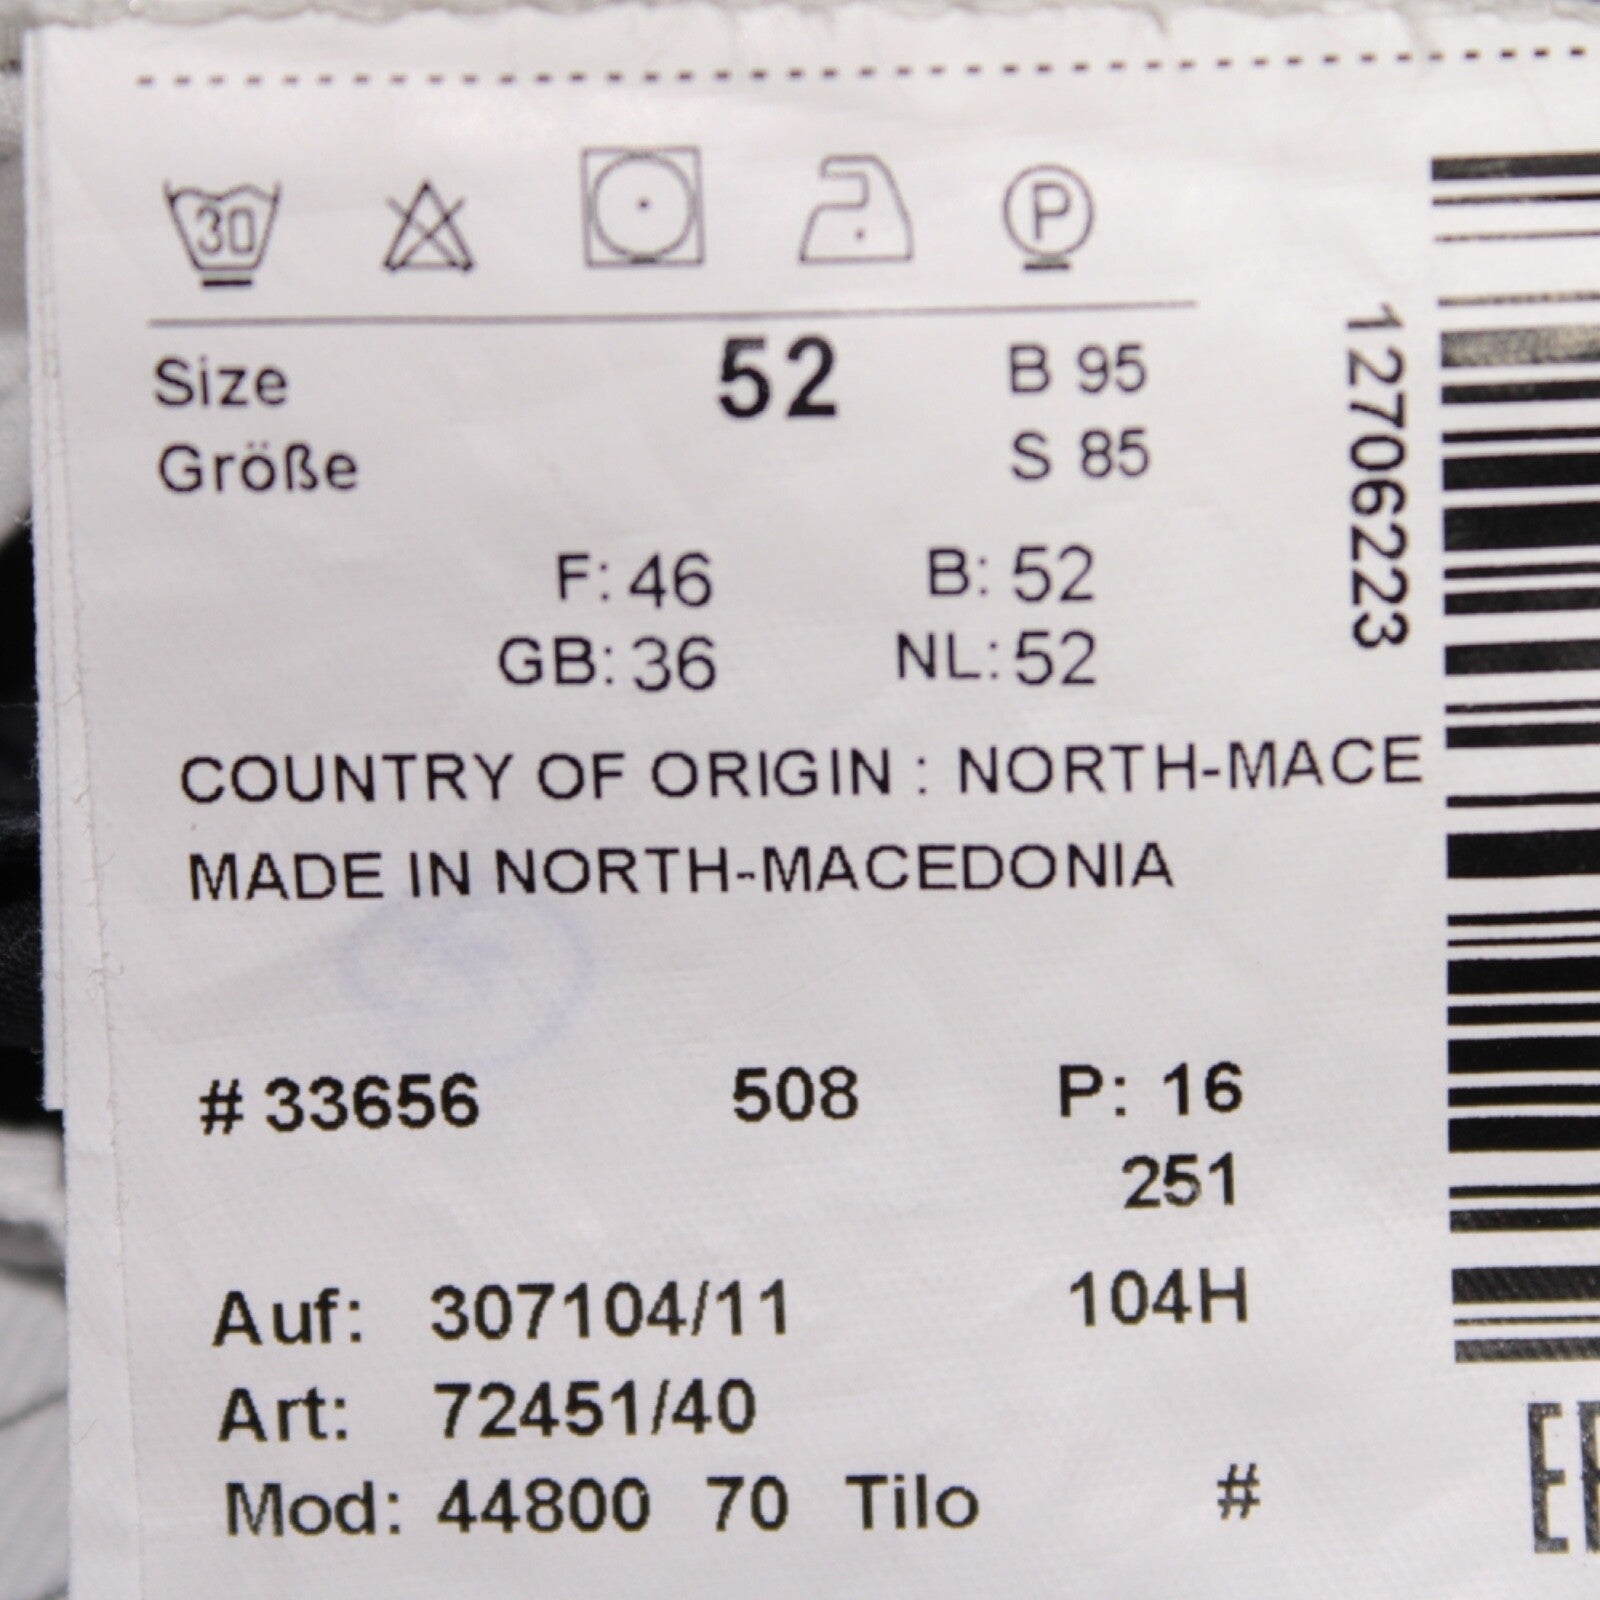 30 P
Size 52 B 95
Größe S 85
F: 46 B: 52
GB: 36 NL: 52
COUNTRY OF ORIGIN : NORTH-MACE
MADE IN NORTH-MACEDONIA
# 33656 508 P: 16
251
Auf: 307104/11 104H
Art: 72451/40
Mod: 44800 70 Tilo #
12706223